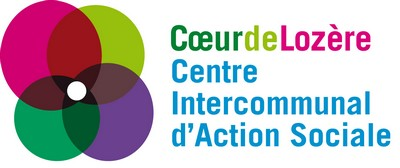 CœurdeLozère
Centre
Intercommunal
d'Action Sociale